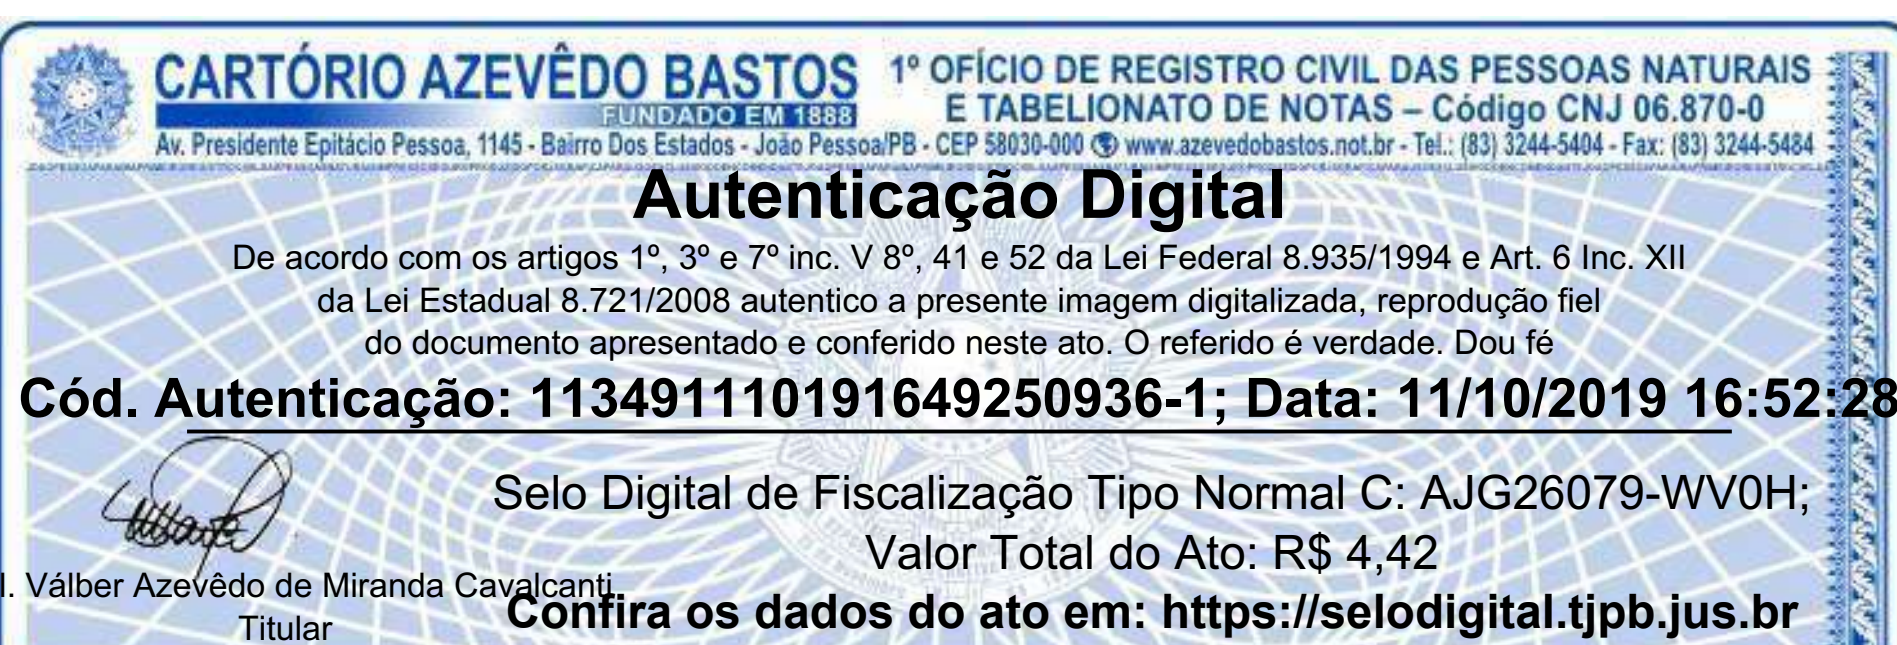 CARTÓRIO AZEVÊDO BASTOS
FUNDADO EM 1888
1º OFÍCIO DE REGISTRO CIVIL DAS PESSOAS NATURAIS
E TABELIONATO DE NOTAS – Código CNJ 06.870-0
Av. Presidente Epitácio Pessoa, 1145 - Bairro Dos Estados - João Pessoa/PB - CEP 58030-000 www.azevedobastos.not.br - Tel.: (83) 3244-5404 - Fax: (83) 3244-5484
Autenticação Digital
De acordo com os artigos 1º, 3º e 7º inc. V 8º, 41 e 52 da Lei Federal 8.935/1994 e Art. 6 Inc. XII
da Lei Estadual 8.721/2008 autentico a presente imagem digitalizada, reprodução fiel
do documento apresentado e conferido neste ato. O referido é verdade. Dou fé
Cód. Autenticação: 113491110191649250936-1; Data: 11/10/2019 16:52:28
Selo Digital de Fiscalização Tipo Normal C: AJG26079-WV0H;
Valor Total do Ato: R$ 4,42
l. Válber Azevêdo de Miranda Cavalcanti
Titular
Confira os dados do ato em: https://selodigital.tjpb.jus.br